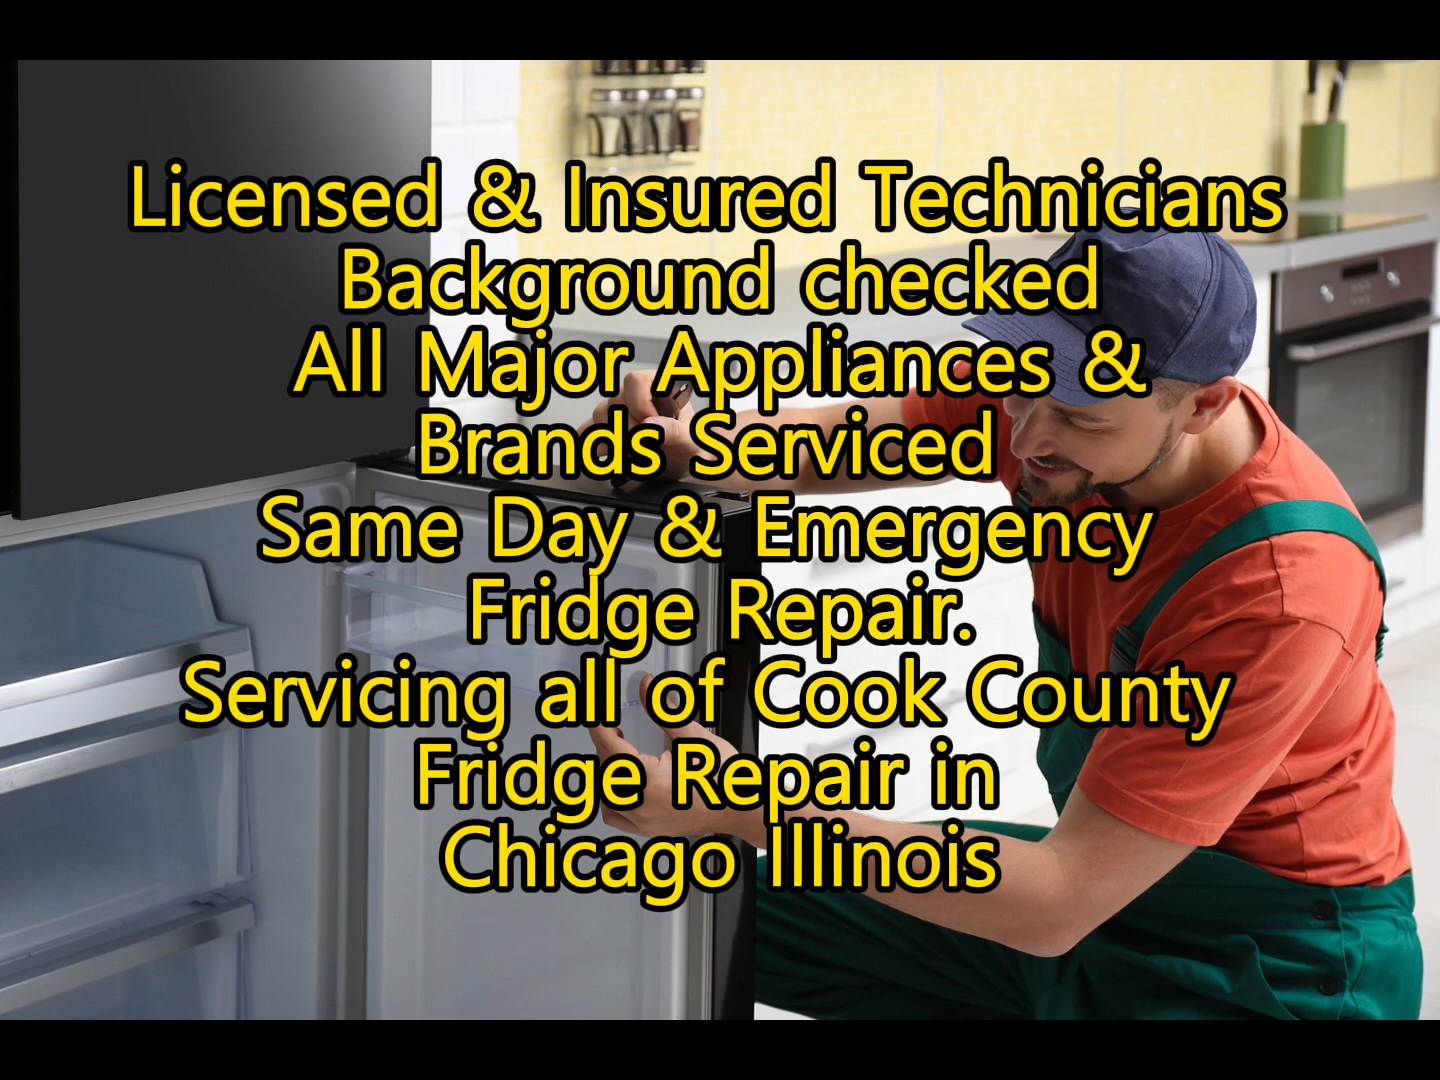 Licensed & Insured Technicians
Background checked
All Major Appliances &
Brands Serviced
Same Day & Emergency
Fridge Repair.
Servicing all of Cook County
Fridge Repair in
Chicago Illinois